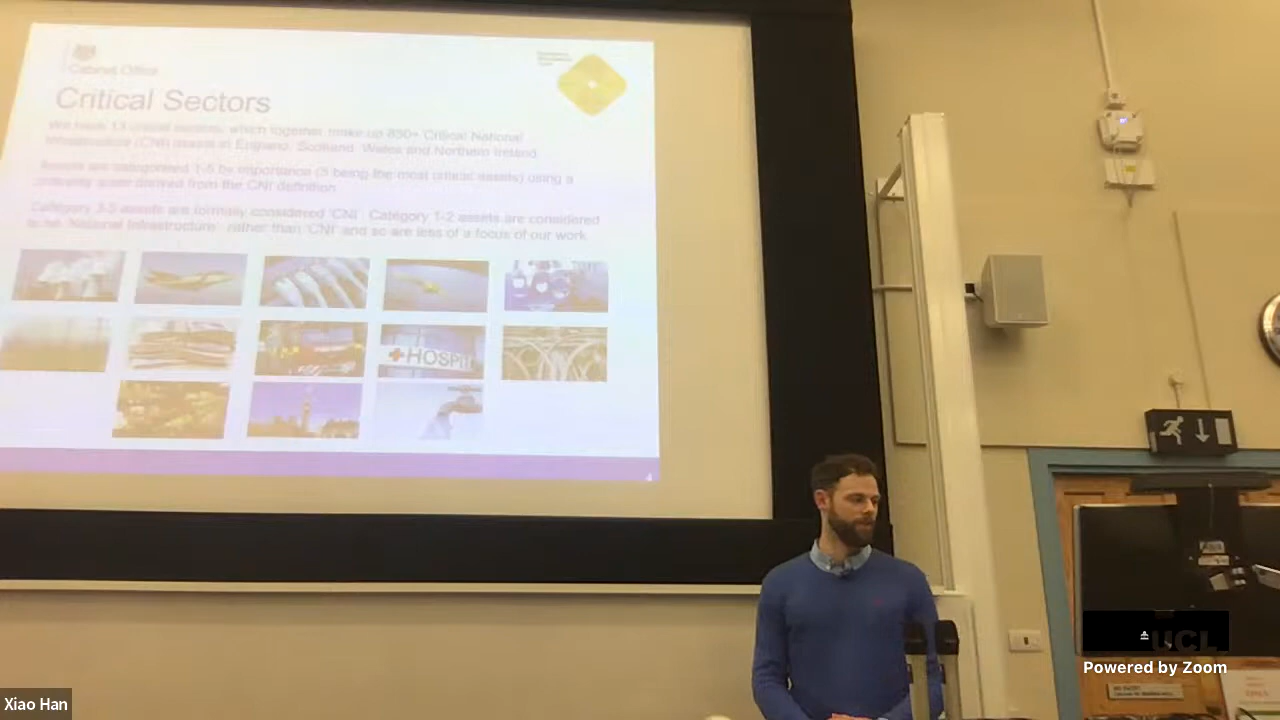 Cabinet Office
Critical Sectors
We have 13 critical sectors, which together make up 850+ Critical National
Infrastructure (CNI) assets in England, Scotland, Wales and Northern Ireland.
Assets are categorised 1-5 by importance (5 being the most critical assets) using a
criticality scale derived from the CNI definition.
Category 3-5 assets are formally considered 'CNI'. Category 1-2 assets are considered
to be 'National Infrastructure' rather than 'CNI' and so are less of a focus of our work.
HOSPIT
4
UCL
Powered by Zoom
Xiao Han